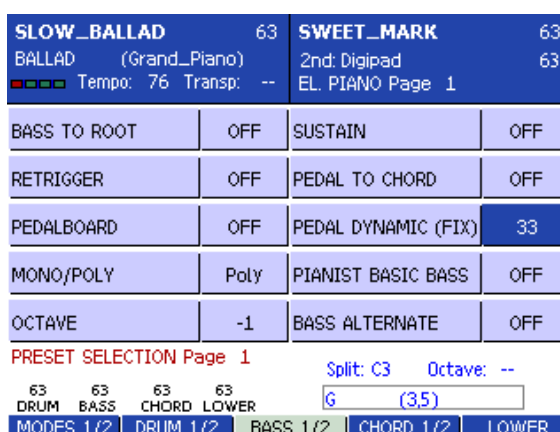 SLOW_BALLAD 63 SWEET_MARK 63
BALLAD (Grand_Piano) 2nd: Digipad 63
Tempo: 76 Transp: -- EL. PIANO Page 1
BASS TO ROOT OFF SUSTAIN OFF
RETRIGGER OFF PEDAL TO CHORD OFF
PEDALBOARD OFF PEDAL DYNAMIC (FIX) 33
MONO/POLY Poly PIANIST BASIC BASS OFF
OCTAVE -1 BASS ALTERNATE OFF
PRESET SELECTION Page 1
Split: C3 Octave: --
63 63 63 63
DRUM BASS CHORD LOWER
G (3,5)
MODES 1/2 DRUM 1/2 BASS 1/2 CHORD 1/2 LOWER